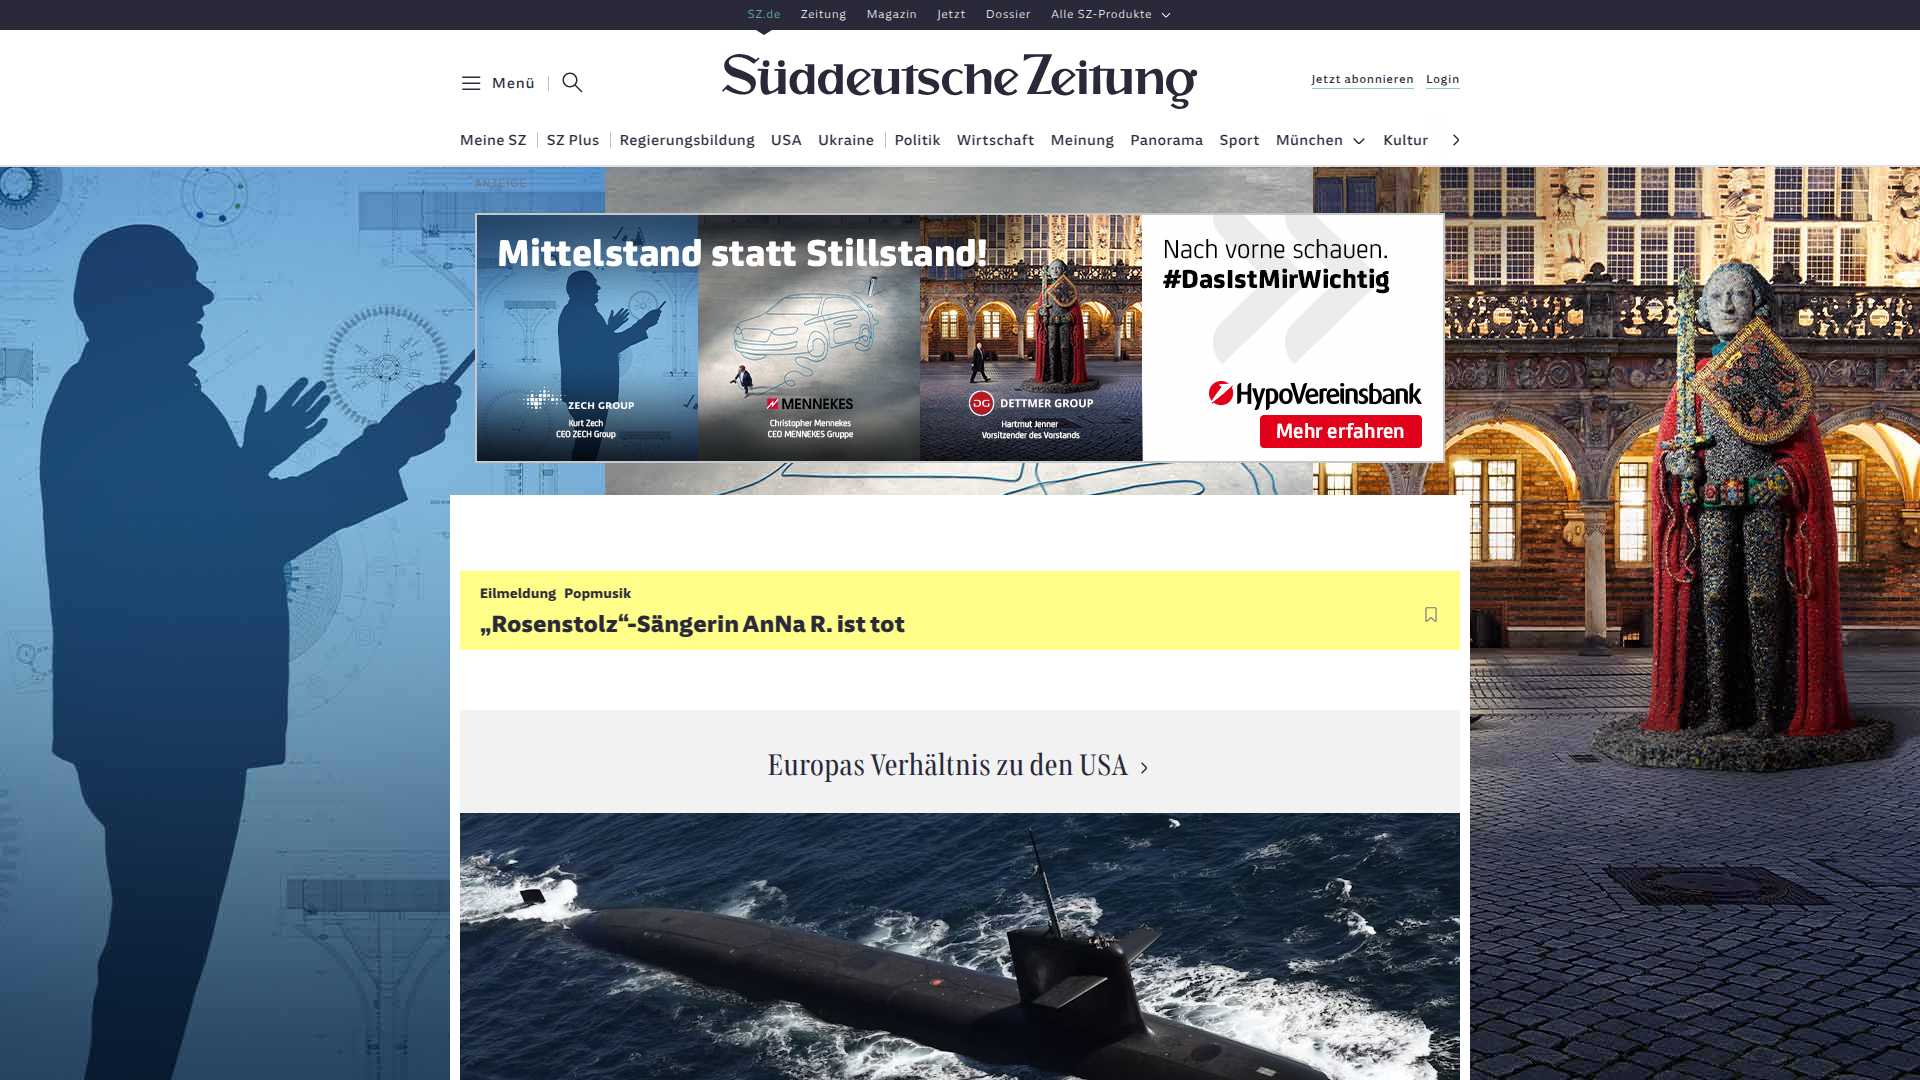 SZ.de Zeitung Magazin Jetzt Dossier Alle SZ-Produkte
Menü
Süddeutsche Zeitung
Jetzt abonnieren Login
Meine SZ SZ Plus Regierungsbildung USA Ukraine Politik Wirtschaft Meinung Panorama Sport München Kultur
ANZEIGE
Mittelstand statt Stillstand!
ZECH GROUP
Kurt Zech
CEO ZECH Group
MENNEKES
Christopher Mennekes
CEO MENNEKES Gruppe
DG DETTMER GROUP
Hartmut Jenner
Vorsitzender des Vorstands
Nach vorne schauen.
#DasIstMirWichtig
HypoVereinsbank
Mehr erfahren
Eilmeldung Popmusik
„Rosenstolz“-Sängerin AnNa R. ist tot
Europas Verhältnis zu den USA